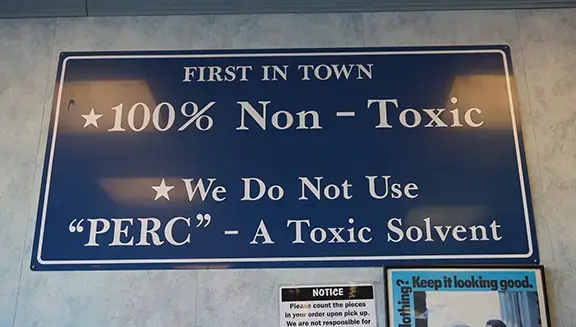 FIRST IN TOWN
★100% Non - Toxic
★We Do Not Use
"PERC" - A Toxic Solvent
NOTICE
Please count the pieces
in your order upon pick up.
We are not responsible for
Keep it looking good.